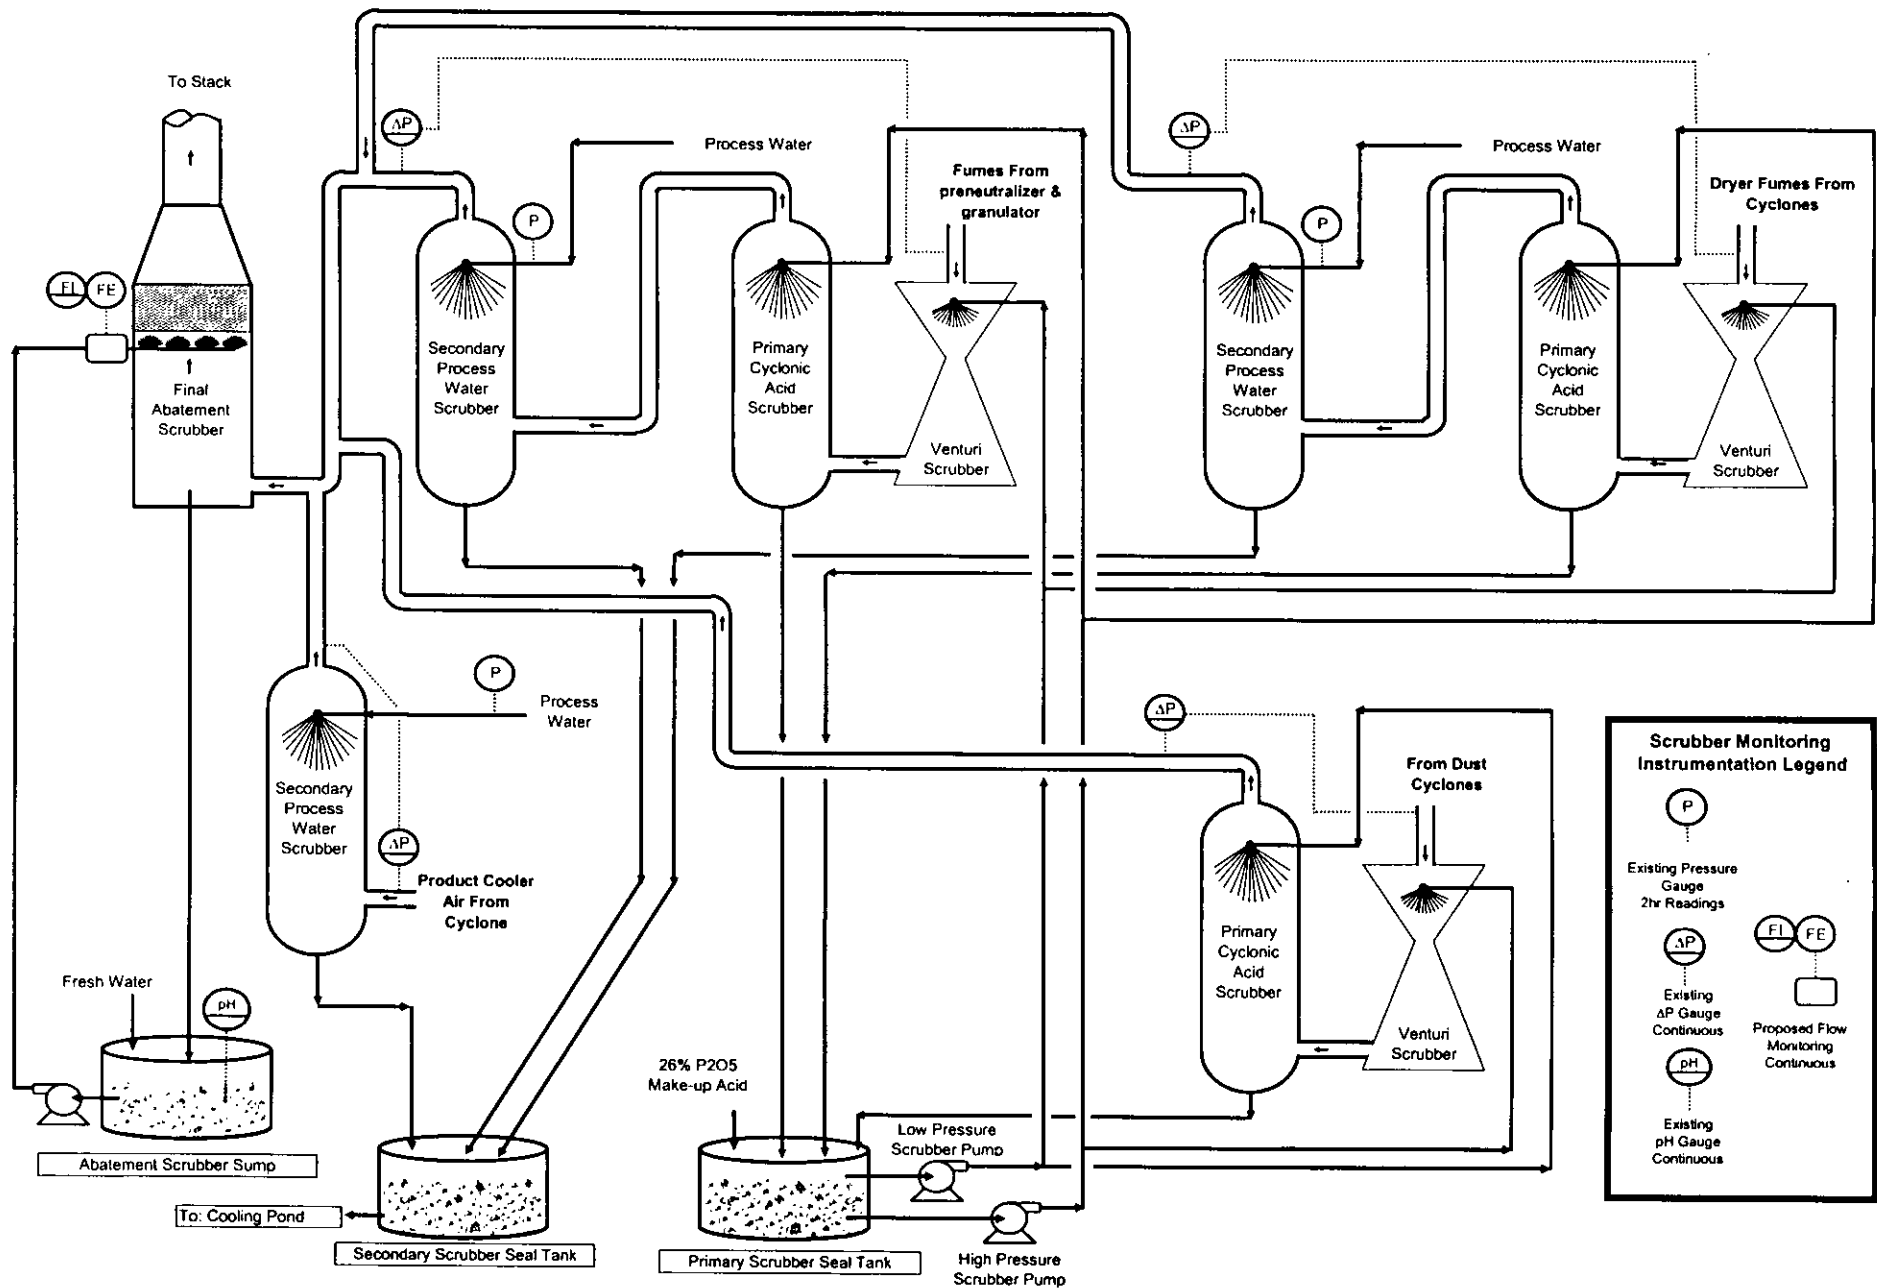 To Stack
ΔP
ΔP
Process Water
Process Water
Fumes From
preneutralizer &
granulator
Dryer Fumes From
Cyclones
P
P
FI
FE
Secondary
Process
Water
Scrubber
Primary
Cyclonic
Acid
Scrubber
Secondary
Process
Water
Scrubber
Primary
Cyclonic
Acid
Scrubber
Final
Abatement
Scrubber
Venturi
Scrubber
Venturi
Scrubber
P
Process
Water
ΔP
Secondary
Process
Water
Scrubber
ΔP
Product Cooler
Air From
Cyclone
From Dust
Cyclones
Primary
Cyclonic
Acid
Scrubber
Venturi
Scrubber
Scrubber Monitoring
Instrumentation Legend
P
Existing Pressure
Gauge
2hr Readings
ΔP
Existing
ΔP Gauge
Continuous
FI
FE
Proposed Flow
Monitoring
Continuous
pH
Existing
pH Gauge
Continuous
Fresh Water
pH
Abatement Scrubber Sump
To: Cooling Pond
Secondary Scrubber Seal Tank
26% P2O5
Make-up Acid
Primary Scrubber Seal Tank
Low Pressure
Scrubber Pump
High Pressure
Scrubber Pump